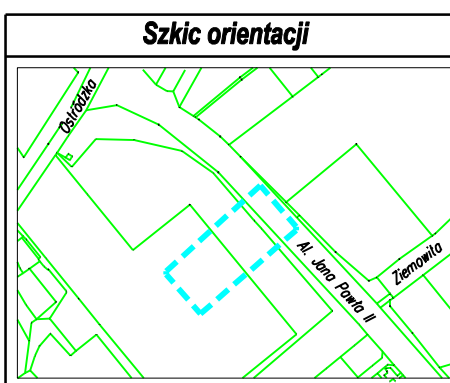 Szkic orientacji
Ostródzka
Al. Jana Pawła II
Ziemowita